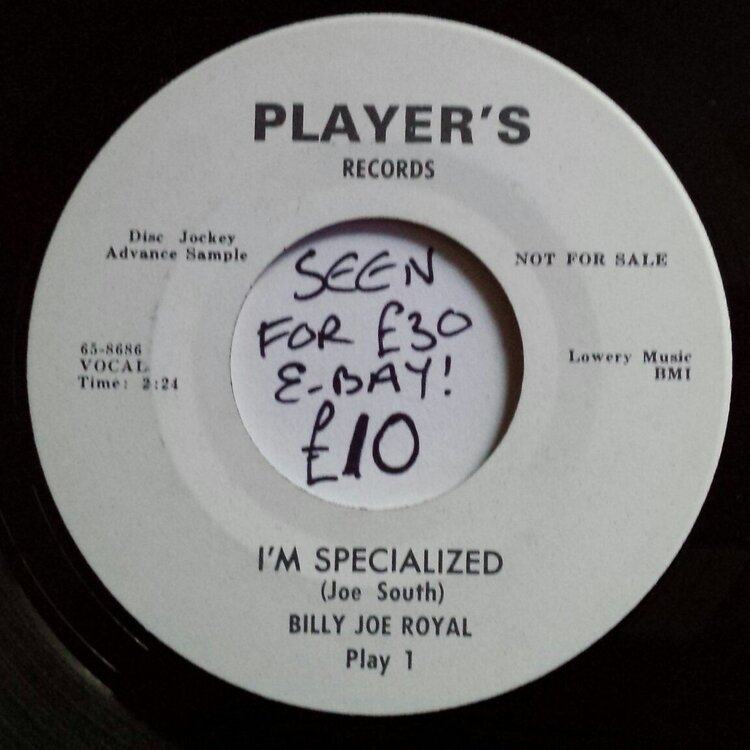 PLAYER'S
RECORDS
Disc Jockey
Advance Sample
NOT FOR SALE
SEEN
FOR £30
E-BAY!
£10
65-8686
VOCAL
Time: 2:24
Lowery Music
BMI
I'M SPECIALIZED
(Joe South)
BILLY JOE ROYAL
Play 1